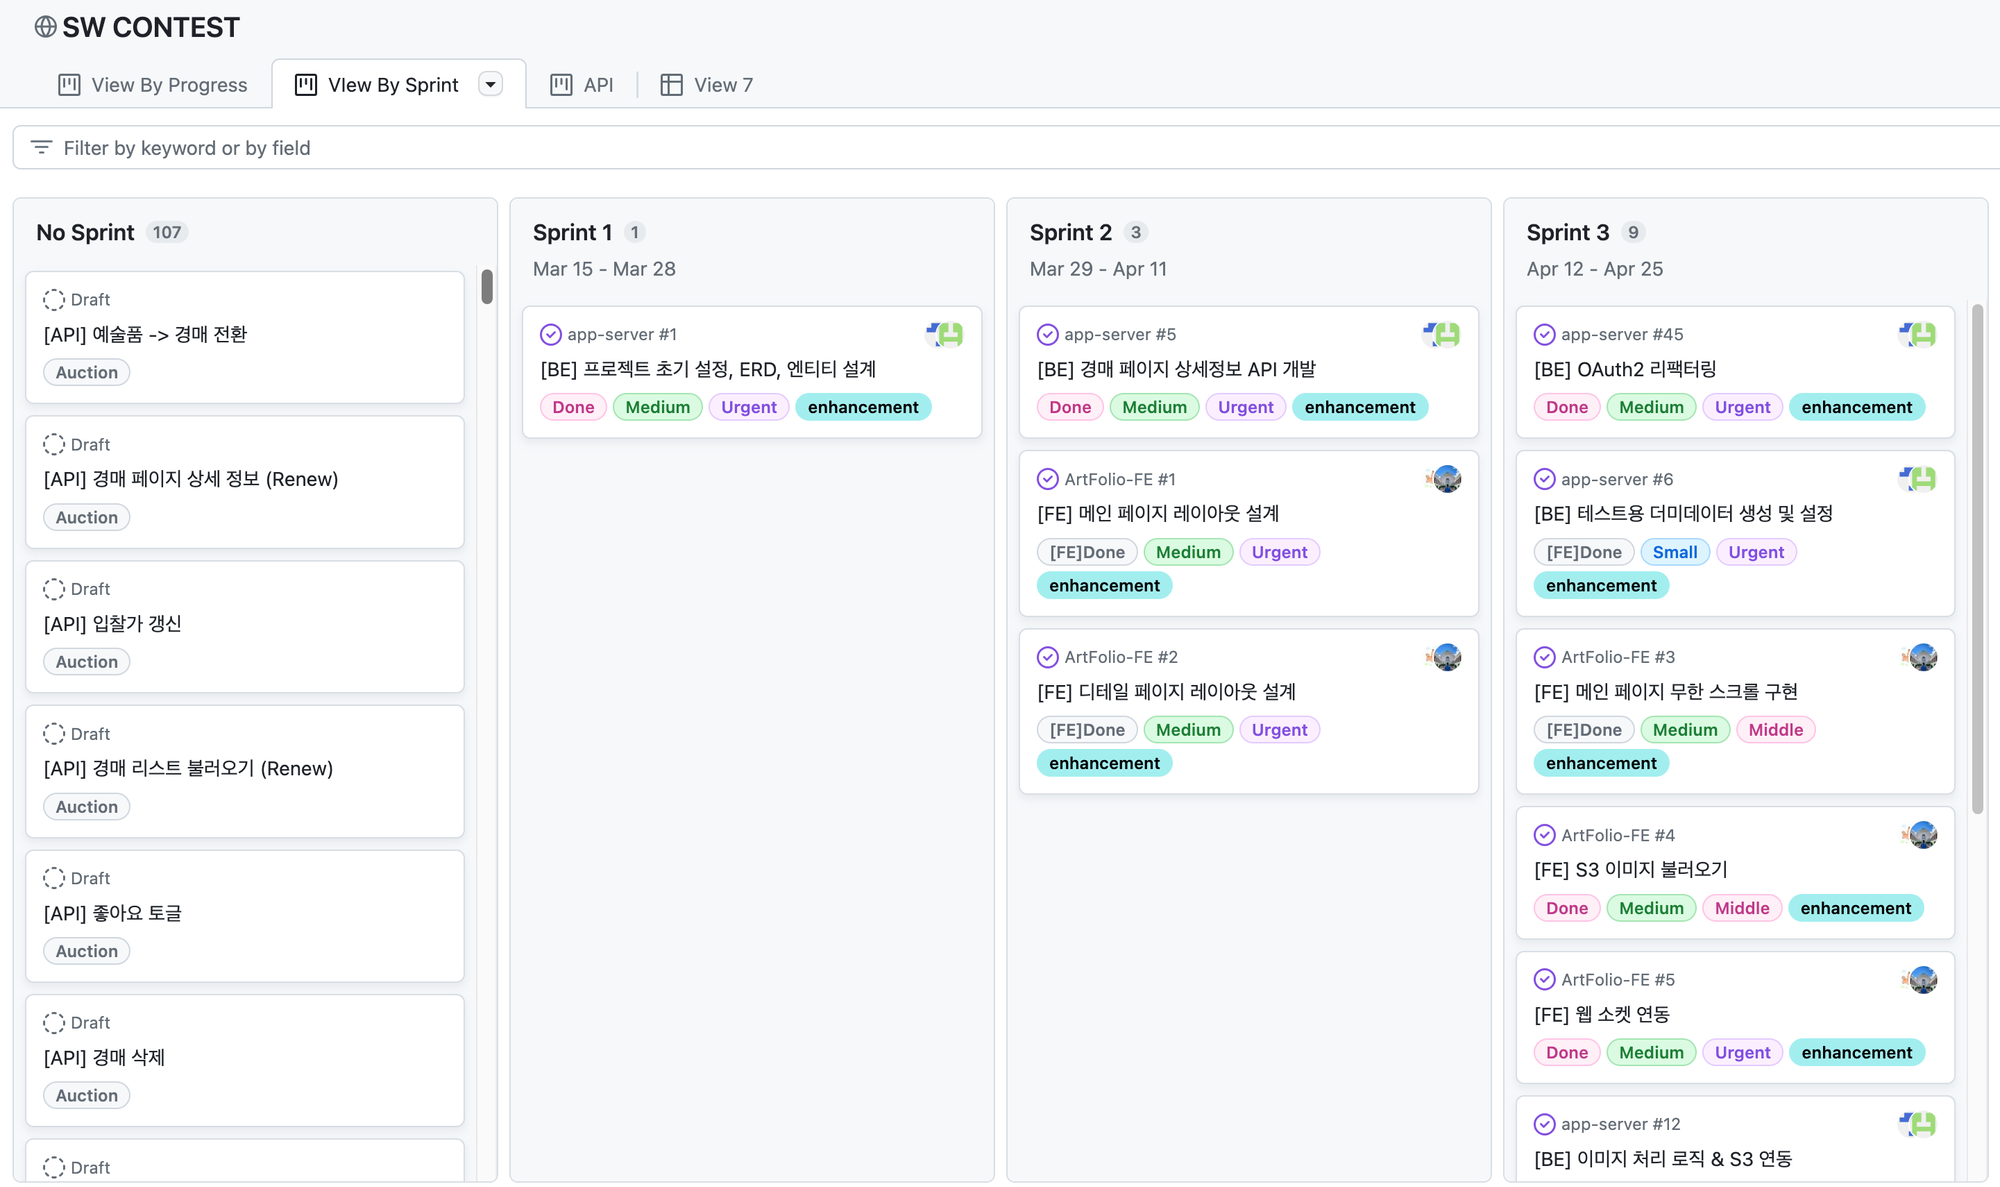 SW CONTEST
View By Progress
VIew By Sprint
API
View 7
Filter by keyword or by field
No Sprint 107
Draft
[API] 예술품 -> 경매 전환
Auction
Draft
[API] 경매 페이지 상세 정보 (Renew)
Auction
Draft
[API] 입찰가 갱신
Auction
Draft
[API] 경매 리스트 불러오기 (Renew)
Auction
Draft
[API] 좋아요 토글
Auction
Draft
[API] 경매 삭제
Auction
Draft
Sprint 1 1
Mar 15 - Mar 28
app-server #1
[BE] 프로젝트 초기 설정, ERD, 엔티티 설계
Done Medium Urgent enhancement
Sprint 2 3
Mar 29 - Apr 11
app-server #5
[BE] 경매 페이지 상세정보 API 개발
Done Medium Urgent enhancement
ArtFolio-FE #1
[FE] 메인 페이지 레이아웃 설계
[FE]Done Medium Urgent
enhancement
ArtFolio-FE #2
[FE] 디테일 페이지 레이아웃 설계
[FE]Done Medium Urgent
enhancement
Sprint 3 9
Apr 12 - Apr 25
app-server #45
[BE] OAuth2 리팩터링
Done Medium Urgent enhancement
app-server #6
[BE] 테스트용 더미데이터 생성 및 설정
[FE]Done Small Urgent
enhancement
ArtFolio-FE #3
[FE] 메인 페이지 무한 스크롤 구현
[FE]Done Medium Middle
enhancement
ArtFolio-FE #4
[FE] S3 이미지 불러오기
Done Medium Middle enhancement
ArtFolio-FE #5
[FE] 웹 소켓 연동
Done Medium Urgent enhancement
app-server #12
[BE] 이미지 처리 로직 & S3 연동